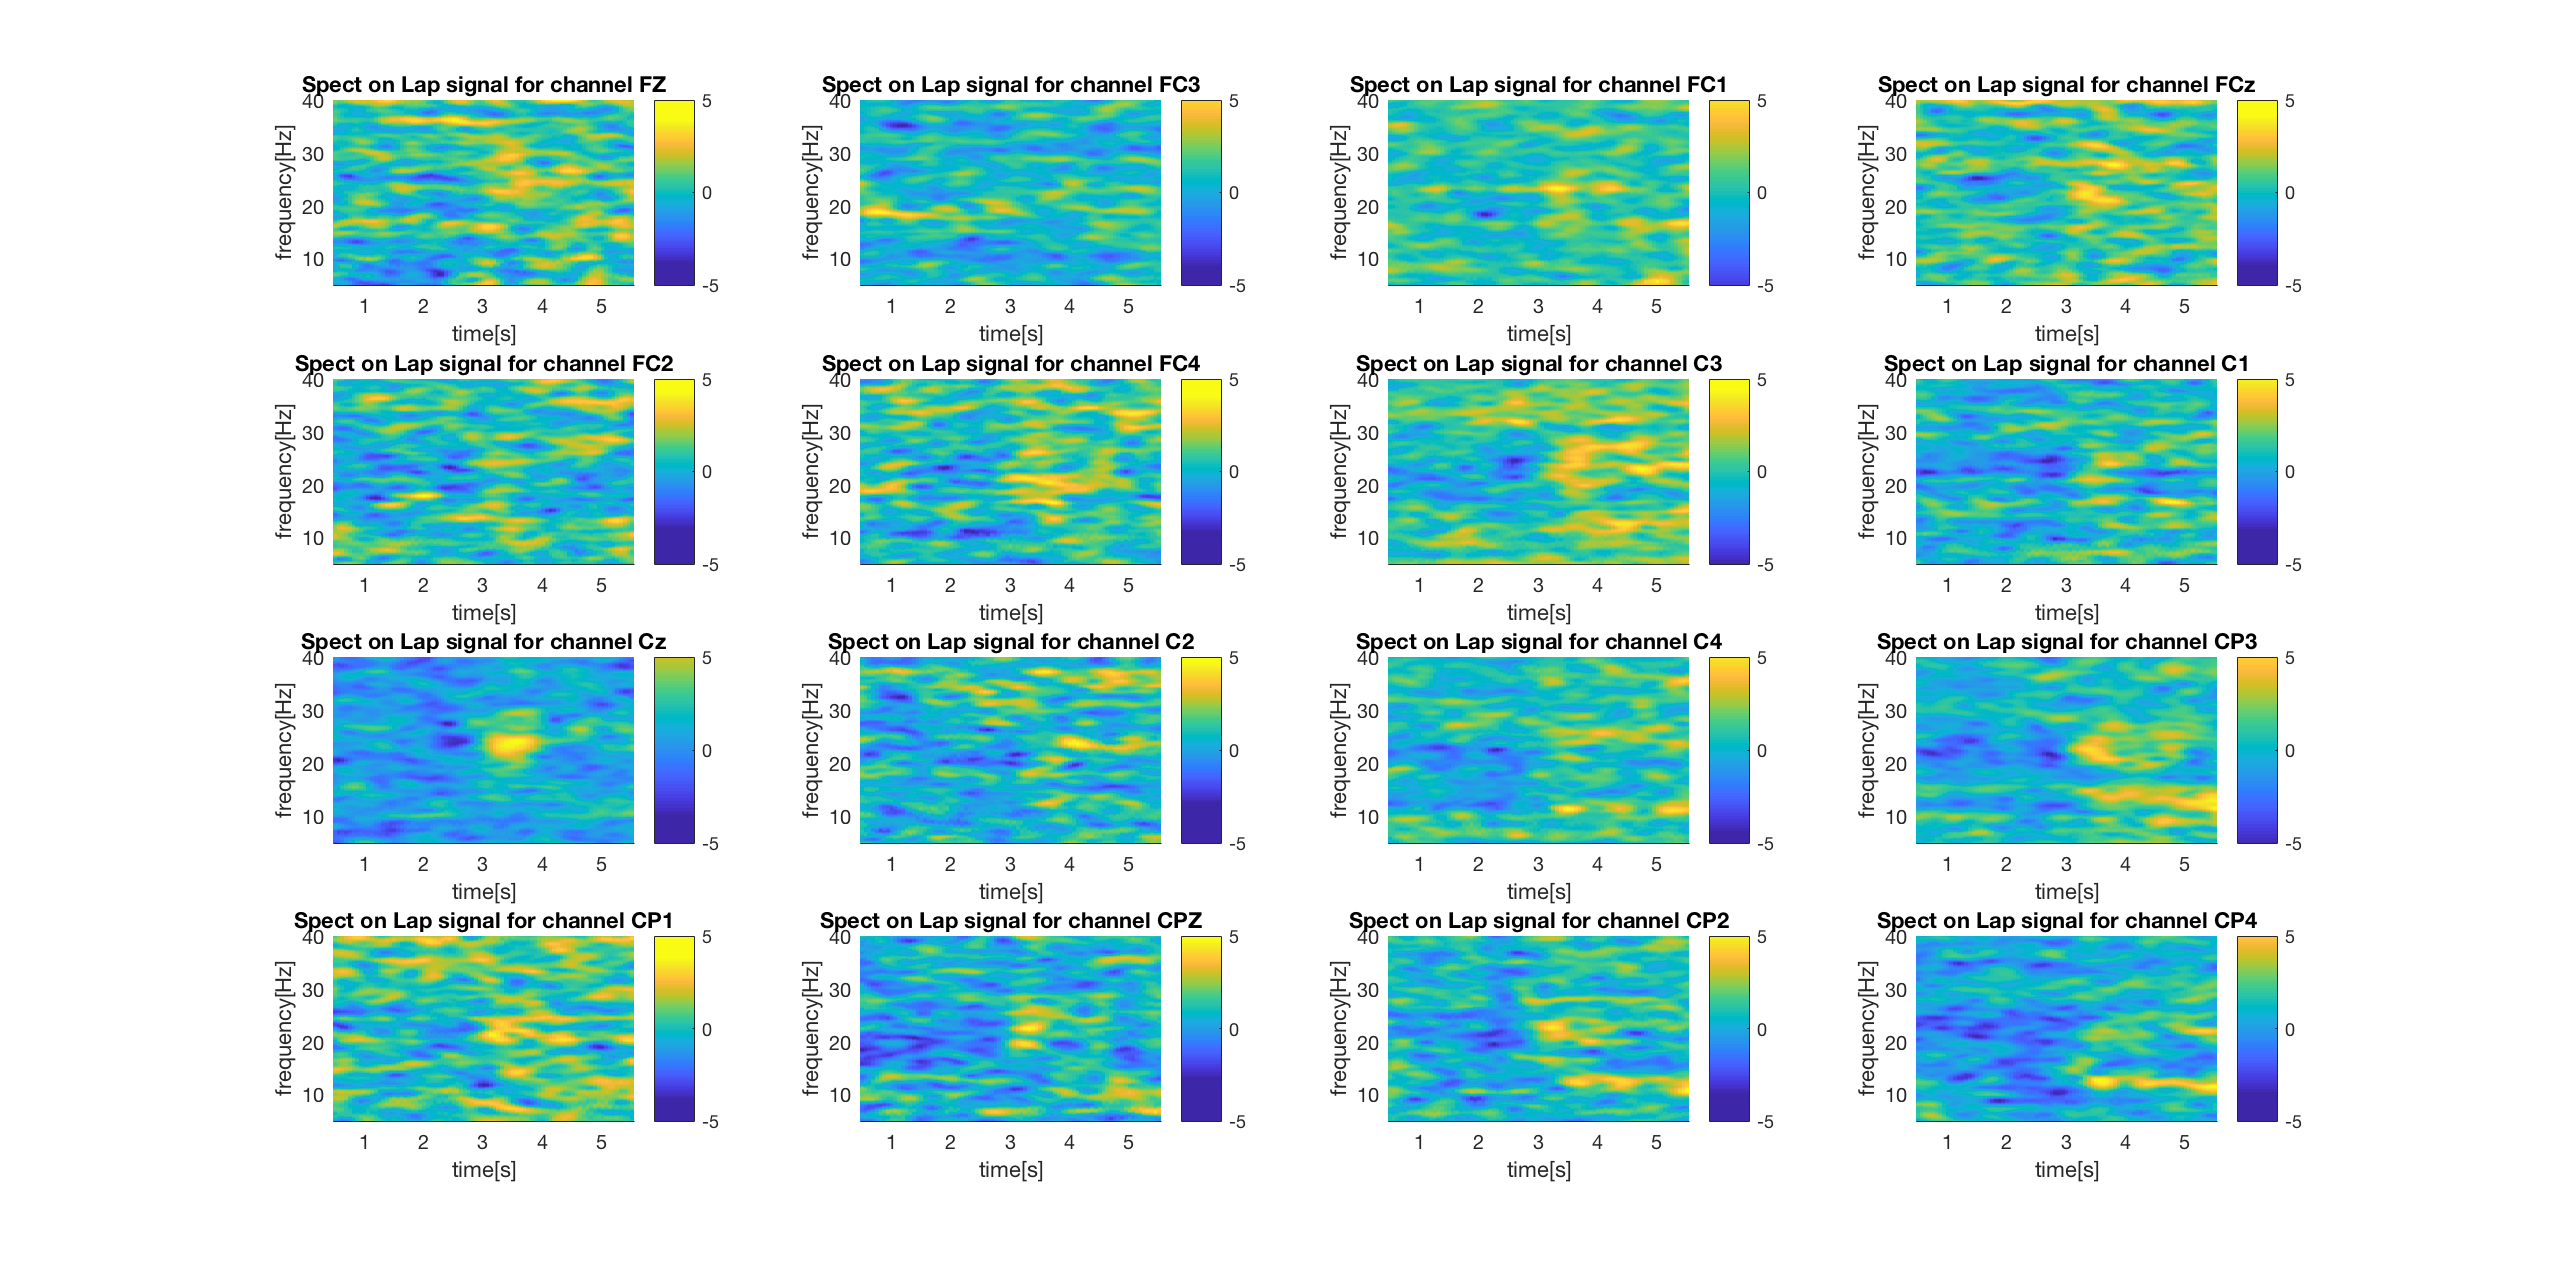 Spect on Lap signal for channel FZ
40
30
20
10
frequency[Hz]
1 2 3 4 5
time[s]
5
0
-5
Spect on Lap signal for channel FC3
40
30
20
10
frequency[Hz]
1 2 3 4 5
time[s]
5
0
-5
Spect on Lap signal for channel FC1
40
30
20
10
frequency[Hz]
1 2 3 4 5
time[s]
5
0
-5
Spect on Lap signal for channel FCz
40
30
20
10
frequency[Hz]
1 2 3 4 5
time[s]
5
0
-5
Spect on Lap signal for channel FC2
40
30
20
10
frequency[Hz]
1 2 3 4 5
time[s]
5
0
-5
Spect on Lap signal for channel FC4
40
30
20
10
frequency[Hz]
1 2 3 4 5
time[s]
5
0
-5
Spect on Lap signal for channel C3
40
30
20
10
frequency[Hz]
1 2 3 4 5
time[s]
5
0
-5
Spect on Lap signal for channel C1
40
30
20
10
frequency[Hz]
1 2 3 4 5
time[s]
5
0
-5
Spect on Lap signal for channel Cz
40
30
20
10
frequency[Hz]
1 2 3 4 5
time[s]
5
0
-5
Spect on Lap signal for channel C2
40
30
20
10
frequency[Hz]
1 2 3 4 5
time[s]
5
0
-5
Spect on Lap signal for channel C4
40
30
20
10
frequency[Hz]
1 2 3 4 5
time[s]
5
0
-5
Spect on Lap signal for channel CP3
40
30
20
10
frequency[Hz]
1 2 3 4 5
time[s]
5
0
-5
Spect on Lap signal for channel CP1
40
30
20
10
frequency[Hz]
1 2 3 4 5
time[s]
5
0
-5
Spect on Lap signal for channel CPZ
40
30
20
10
frequency[Hz]
1 2 3 4 5
time[s]
5
0
-5
Spect on Lap signal for channel CP2
40
30
20
10
frequency[Hz]
1 2 3 4 5
time[s]
5
0
-5
Spect on Lap signal for channel CP4
40
30
20
10
frequency[Hz]
1 2 3 4 5
time[s]
5
0
-5